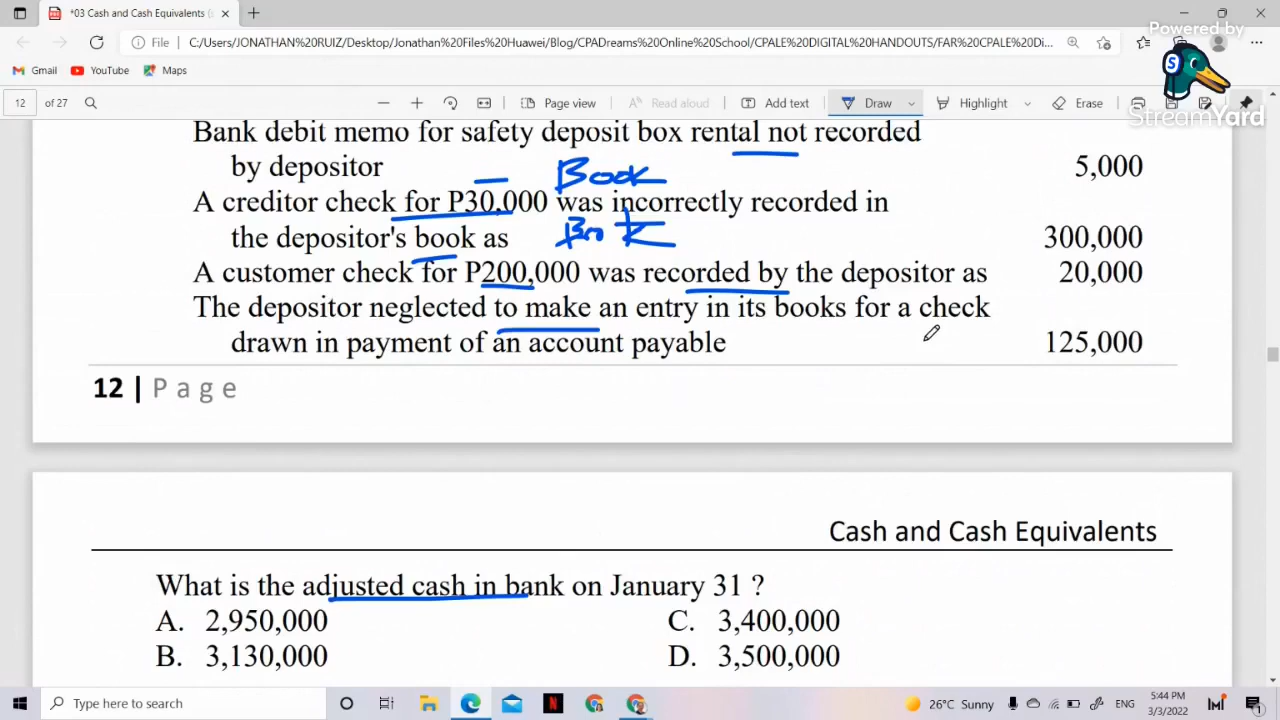 *03 Cash and Cash Equivalents (s
Powered by
StreamYard
File
C:/Users/JONATHAN%20RUIZ/Desktop/Jonathan%20Files%20Huawei/Blog/CPADreams%20Online%20School/CPALE%20DIGITAL%20HANDOUTS/FAR%20CPALE%20Di...
Gmail
YouTube
Maps
12 of 27
Page view
Read aloud
Add text
Draw
Highlight
Erase
Bank debit memo for safety deposit box rental not recorded
by depositor 5,000
Book
A creditor check for P30,000 was incorrectly recorded in
the depositor's book as 300,000
A customer check for P200,000 was recorded by the depositor as 20,000
The depositor neglected to make an entry in its books for a check
drawn in payment of an account payable 125,000
12 | Page
Cash and Cash Equivalents
What is the adjusted cash in bank on January 31 ?
A. 2,950,000 C. 3,400,000
B. 3,130,000 D. 3,500,000
Type here to search
26°C Sunny
ENG
5:44 PM
3/3/2022